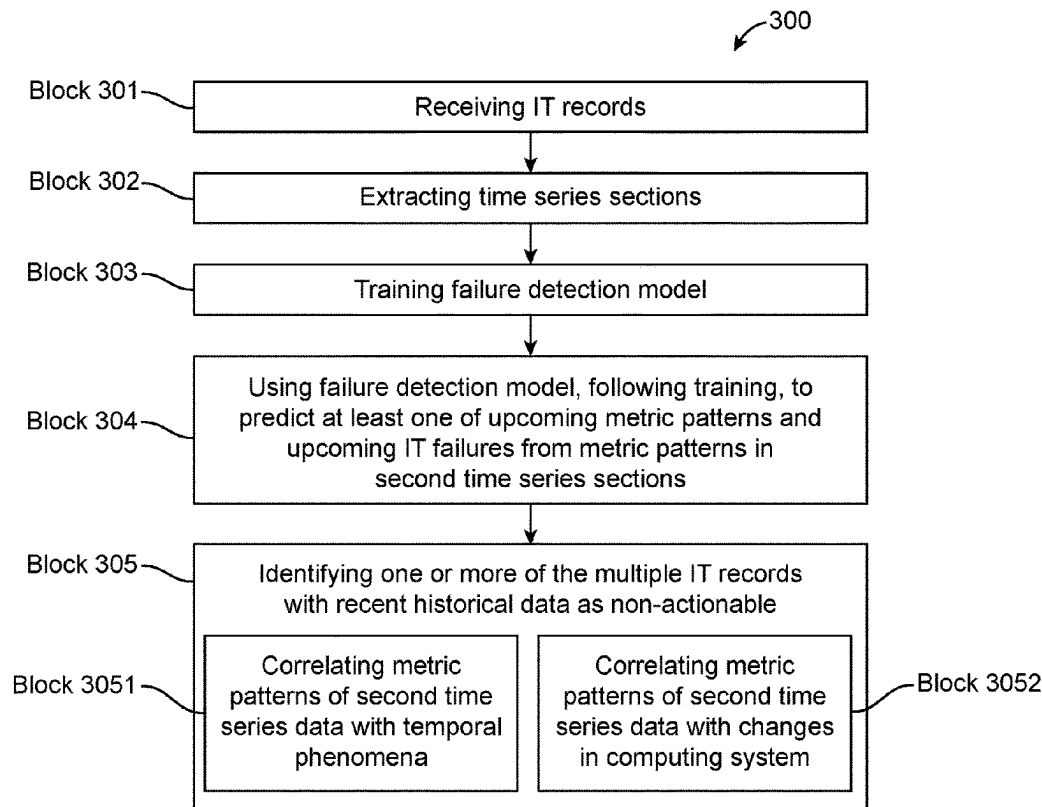 300
Block 301
Receiving IT records
Block 302
Extracting time series sections
Block 303
Training failure detection model
Block 304
Using failure detection model, following training, to
predict at least one of upcoming metric patterns and
upcoming IT failures from metric patterns in
second time series sections
Block 305
Identifying one or more of the multiple IT records
with recent historical data as non-actionable
Block 3051
Correlating metric
patterns of second time
series data with temporal
phenomena
Correlating metric
patterns of second time
series data with changes
in computing system
Block 3052